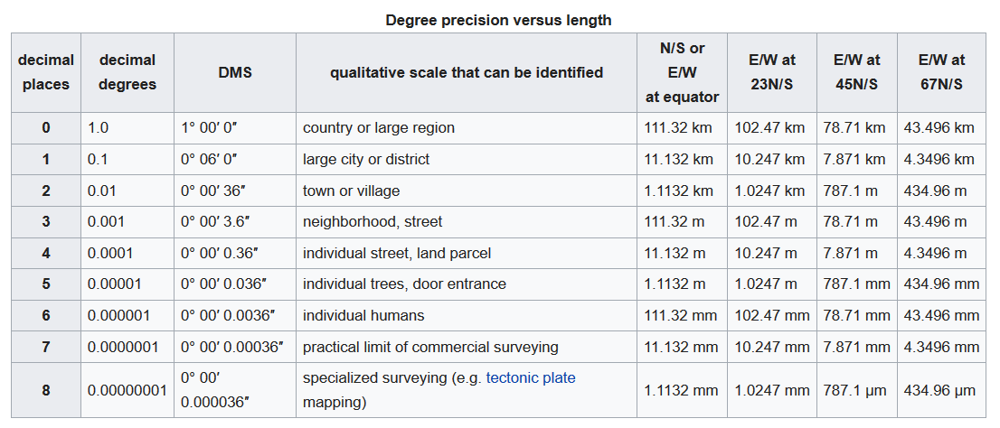 Degree precision versus length
decimal places | decimal degrees | DMS | qualitative scale that can be identified | N/S or E/W at equator | E/W at 23N/S | E/W at 45N/S | E/W at 67N/S
0 | 1.0 | 1° 00′ 0″ | country or large region | 111.32 km | 102.47 km | 78.71 km | 43.496 km
1 | 0.1 | 0° 06′ 0″ | large city or district | 11.132 km | 10.247 km | 7.871 km | 4.3496 km
2 | 0.01 | 0° 00′ 36″ | town or village | 1.1132 km | 1.0247 km | 787.1 m | 434.96 m
3 | 0.001 | 0° 00′ 3.6″ | neighborhood, street | 111.32 m | 102.47 m | 78.71 m | 43.496 m
4 | 0.0001 | 0° 00′ 0.36″ | individual street, land parcel | 11.132 m | 10.247 m | 7.871 m | 4.3496 m
5 | 0.00001 | 0° 00′ 0.036″ | individual trees, door entrance | 1.1132 m | 1.0247 m | 787.1 mm | 434.96 mm
6 | 0.000001 | 0° 00′ 0.0036″ | individual humans | 111.32 mm | 102.47 mm | 78.71 mm | 43.496 mm
7 | 0.0000001 | 0° 00′ 0.00036″ | practical limit of commercial surveying | 11.132 mm | 10.247 mm | 7.871 mm | 4.3496 mm
8 | 0.00000001 | 0° 00′ 0.000036″ | specialized surveying (e.g. tectonic plate mapping) | 1.1132 mm | 1.0247 mm | 787.1 µm | 434.96 µm